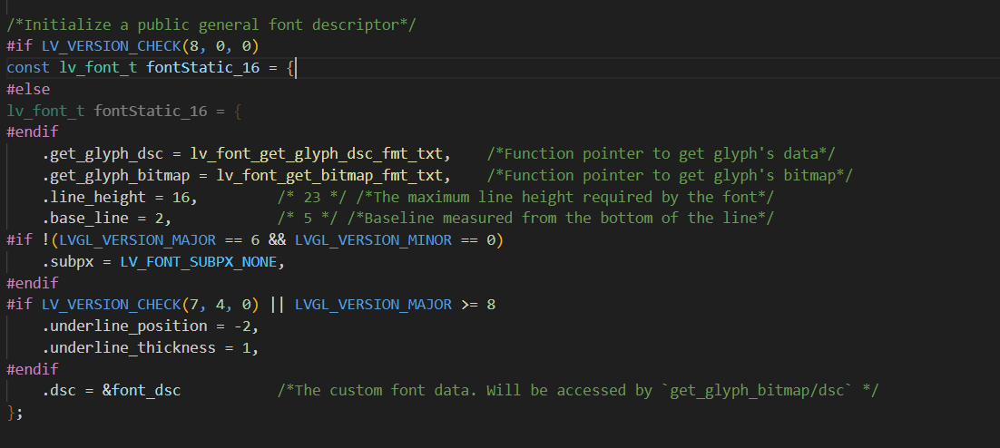 /*Initialize a public general font descriptor*/
#if LV_VERSION_CHECK(8, 0, 0)
const lv_font_t fontStatic_16 = {
#else
lv_font_t fontStatic_16 = {
#endif
    .get_glyph_dsc = lv_font_get_glyph_dsc_fmt_txt,    /*Function pointer to get glyph's data*/
    .get_glyph_bitmap = lv_font_get_bitmap_fmt_txt,    /*Function pointer to get glyph's bitmap*/
    .line_height = 16,         /* 23 */ /*The maximum line height required by the font*/
    .base_line = 2,            /* 5 */ /*Baseline measured from the bottom of the line*/
#if !(LVGL_VERSION_MAJOR == 6 && LVGL_VERSION_MINOR == 0)
    .subpx = LV_FONT_SUBPX_NONE,
#endif
#if LV_VERSION_CHECK(7, 4, 0) || LVGL_VERSION_MAJOR >= 8
    .underline_position = -2,
    .underline_thickness = 1,
#endif
    .dsc = &font_dsc           /*The custom font data. Will be accessed by `get_glyph_bitmap/dsc` */
};